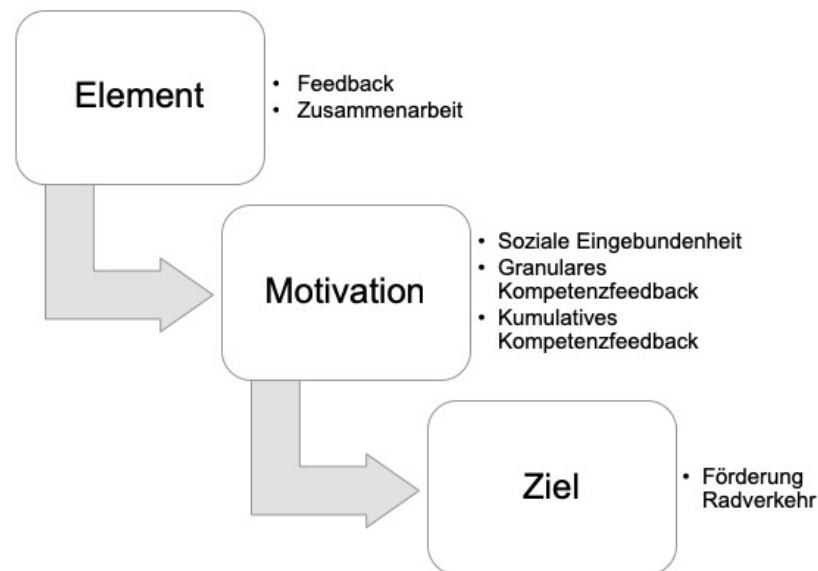 Element
• Feedback
• Zusammenarbeit
Motivation
• Soziale Eingebundenheit
• Granulares
Kompetenzfeedback
• Kumulatives
Kompetenzfeedback
Ziel
• Förderung
Radverkehr